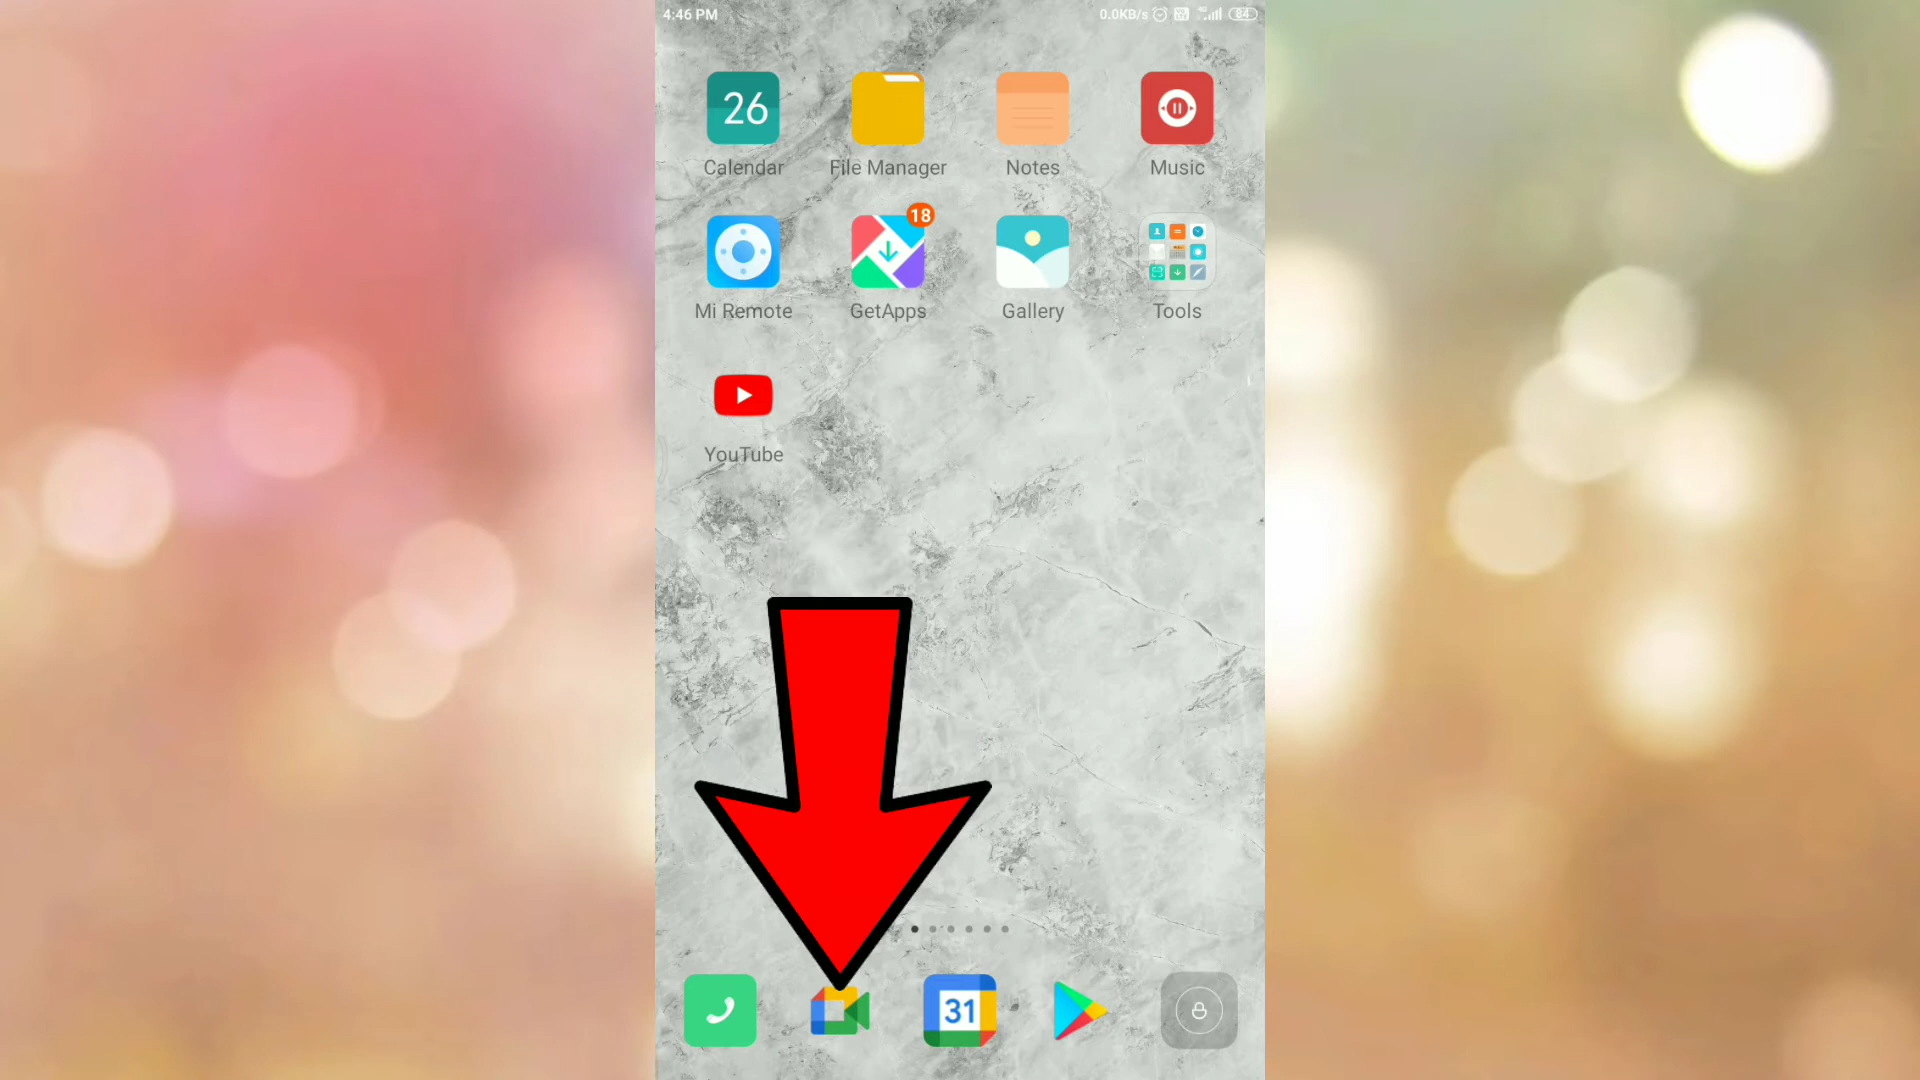 4:46 PM 0.0KB/s 4G 84
26
Calendar File Manager Notes Music
18
Mi Remote GetApps Gallery Tools
YouTube
31